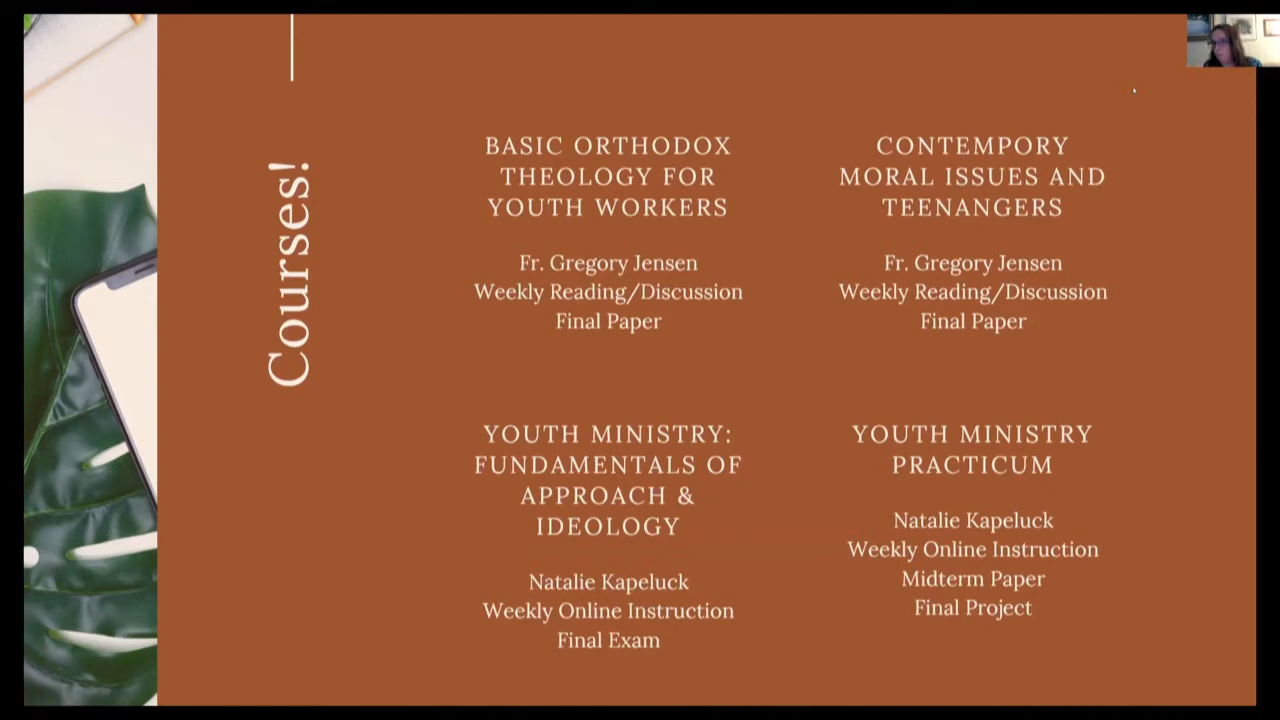 Courses!
BASIC ORTHODOX
THEOLOGY FOR
YOUTH WORKERS
Fr. Gregory Jensen
Weekly Reading/Discussion
Final Paper
CONTEMPORY
MORAL ISSUES AND
TEENANGERS
Fr. Gregory Jensen
Weekly Reading/Discussion
Final Paper
YOUTH MINISTRY:
FUNDAMENTALS OF
APPROACH &
IDEOLOGY
Natalie Kapeluck
Weekly Online Instruction
Final Exam
YOUTH MINISTRY
PRACTICUM
Natalie Kapeluck
Weekly Online Instruction
Midterm Paper
Final Project